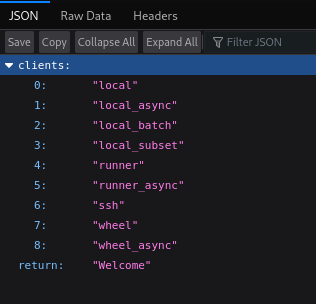 JSON Raw Data Headers
Save Copy Collapse All Expand All Filter JSON
clients:
0: "local"
1: "local_async"
2: "local_batch"
3: "local_subset"
4: "runner"
5: "runner_async"
6: "ssh"
7: "wheel"
8: "wheel_async"
return: "Welcome"